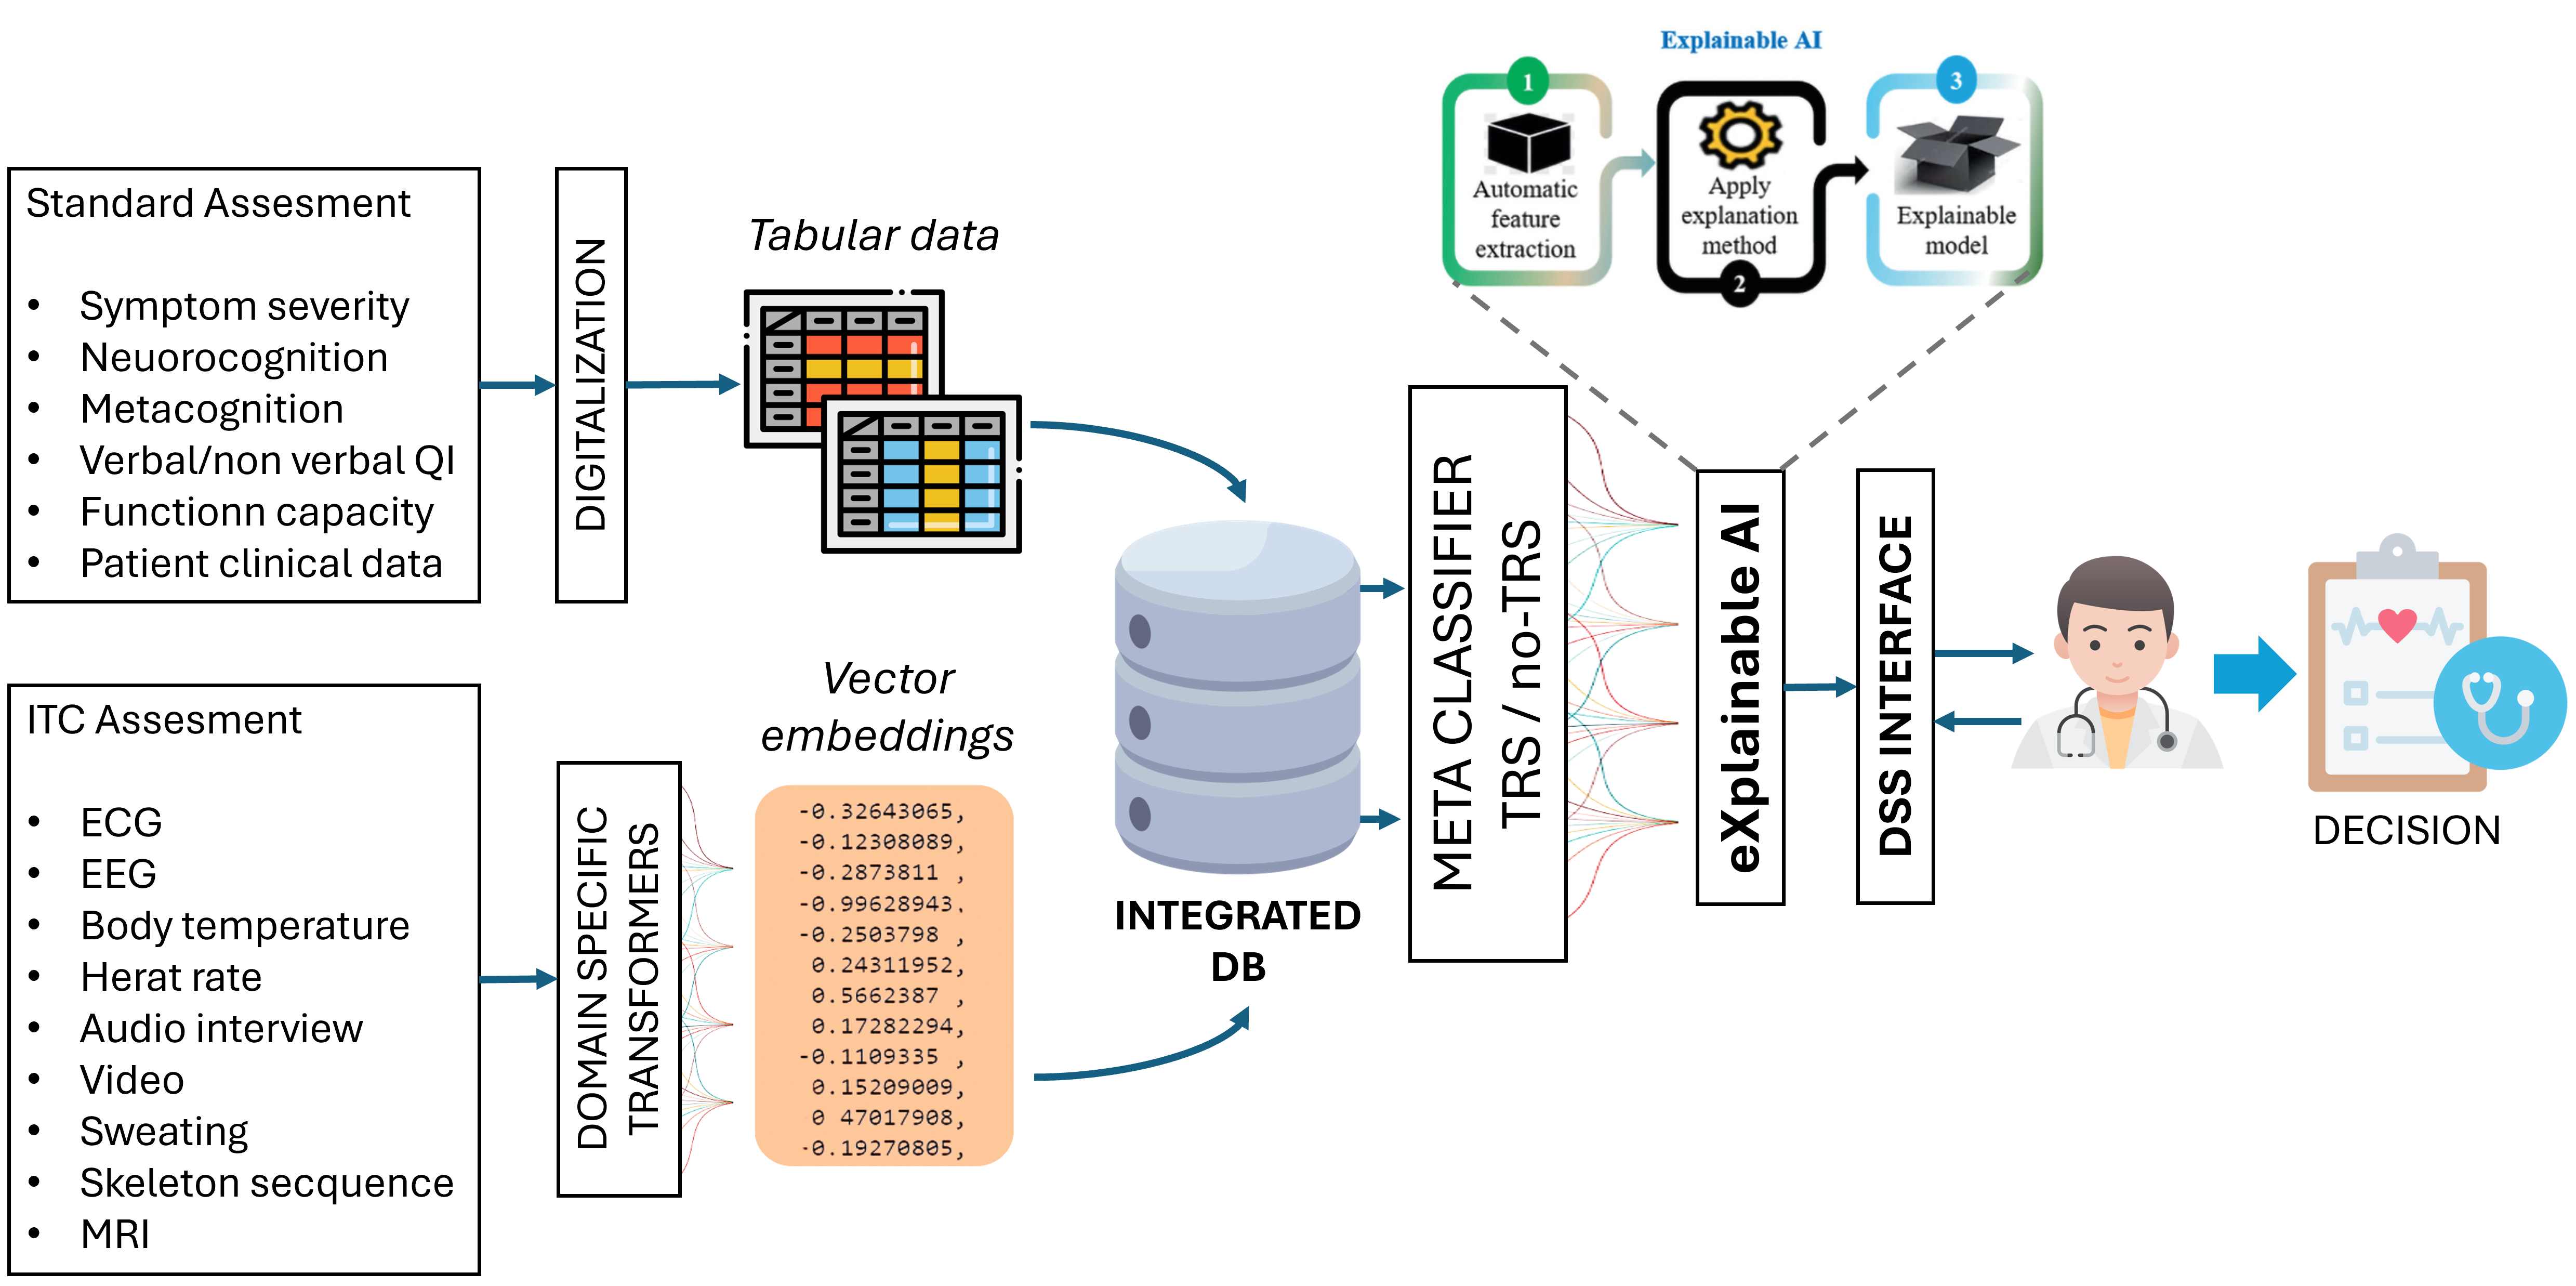 Explainable AI
1
Automatic
feature
extraction
Apply
explanation
method
2
3
Explainable
model
Standard Assesment
• Symptom severity
• Neuorocognition
• Metacognition
• Verbal/non verbal QI
• Functionn capacity
• Patient clinical data
DIGITALIZATION
Tabular data
ITC Assesment
• ECG
• EEG
• Body temperature
• Herat rate
• Audio interview
• Video
• Sweating
• Skeleton secquence
• MRI
DOMAIN SPECIFIC
TRANSFORMERS
Vector
embeddings
-0.32643065,
-0.12308089,
-0.2873811 ,
-0.99628943,
-0.2503798 ,
0.24311952,
0.5662387 ,
0.17282294,
-0.1109335 ,
0.15209009,
0 47017908,
-0.19270805,
INTEGRATED
DB
META CLASSIFIER
TRS / no-TRS
eXplainable AI
DSS INTERFACE
DECISION